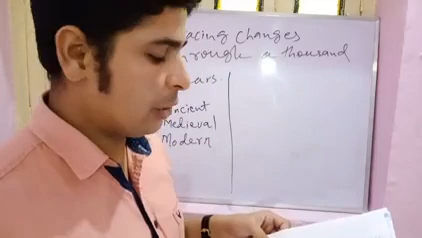 acing Changes
rough a thousand
ars.
ncient
Medieval
Modern